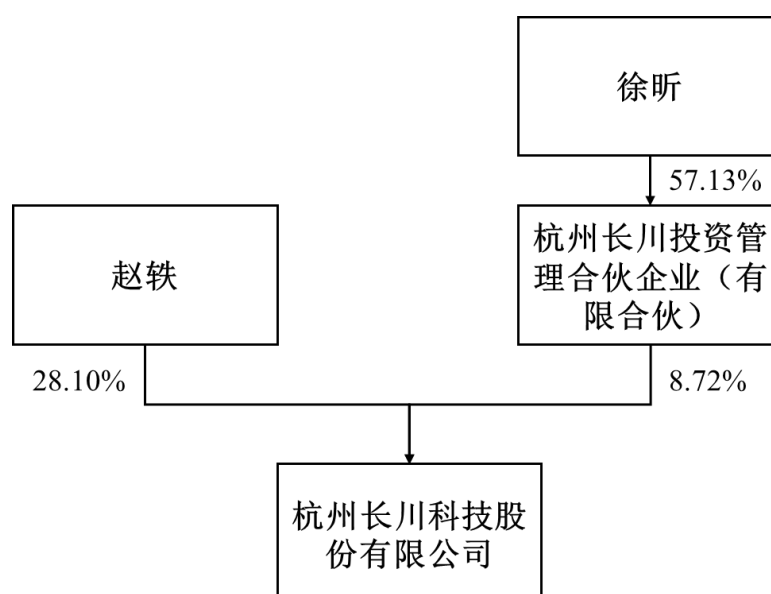 徐昕
57.13%
赵轶
杭州长川投资管
理合伙企业（有
限合伙）
28.10%
8.72%
杭州长川科技股
份有限公司